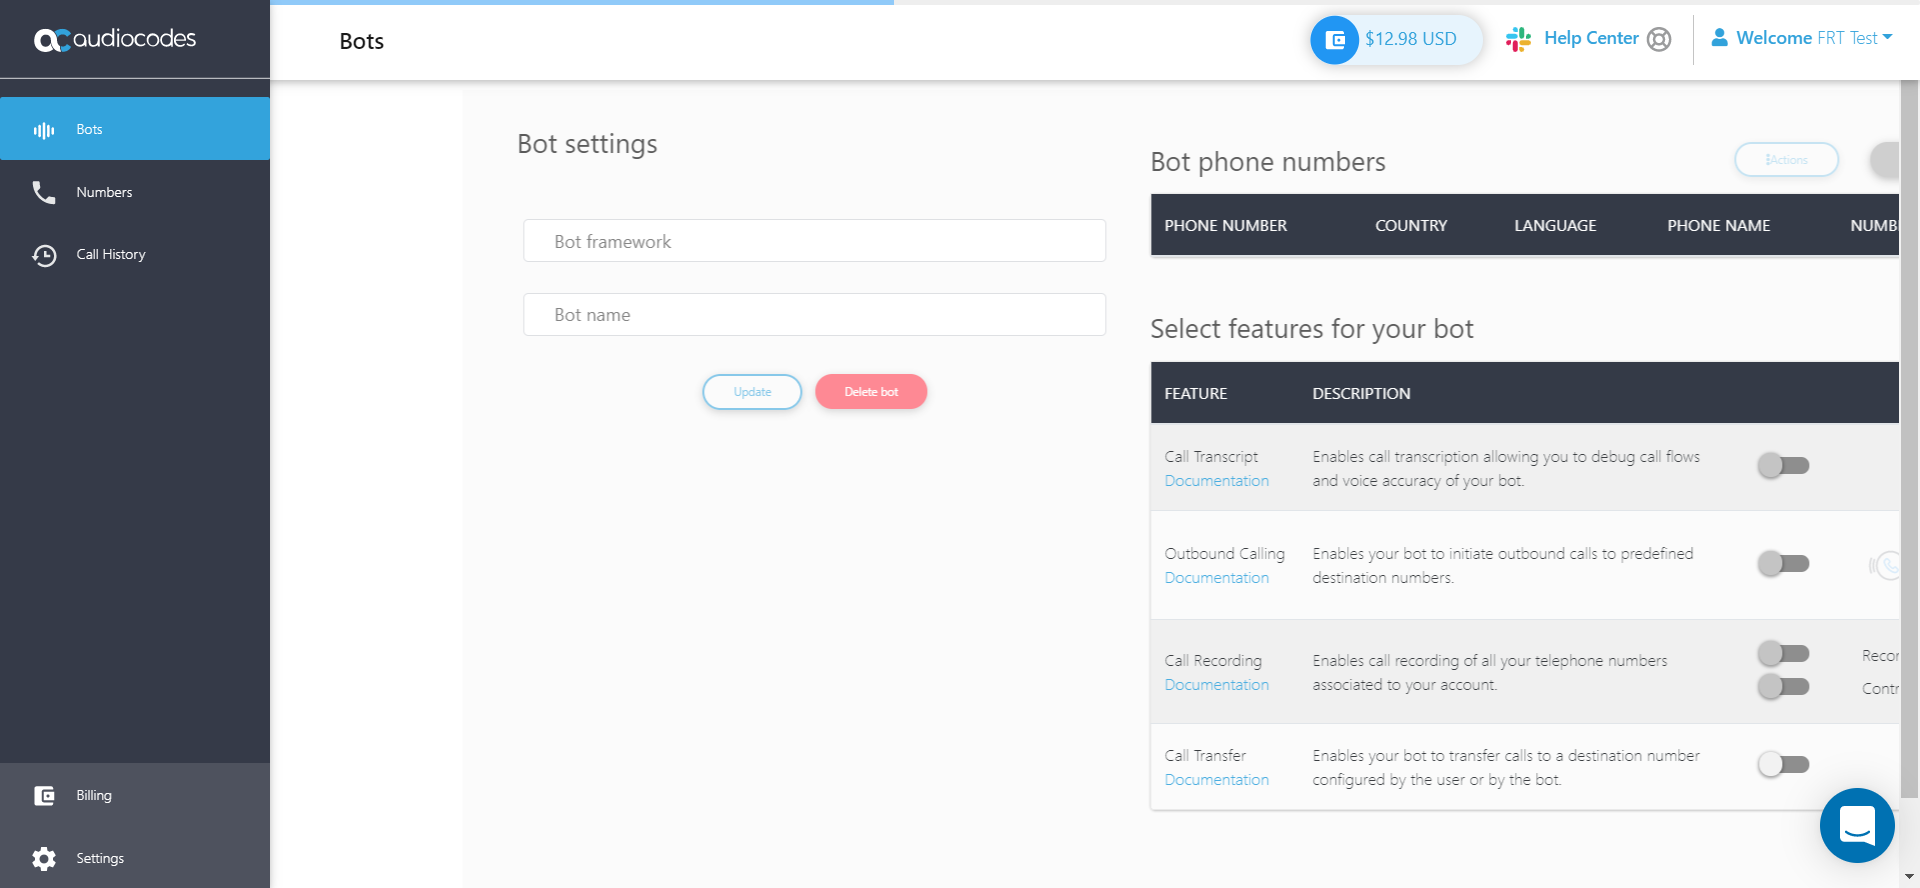 audiocodes
Bots
$12.98 USD
Help Center
Welcome FRT Test
Bots
Numbers
Call History
Billing
Settings
Bot settings
Bot framework
Bot name
Update
Delete bot
Bot phone numbers
Actions
PHONE NUMBER COUNTRY LANGUAGE PHONE NAME NUMB
Select features for your bot
FEATURE DESCRIPTION
Call Transcript
Documentation
Enables call transcription allowing you to debug call flows
and voice accuracy of your bot.
Outbound Calling
Documentation
Enables your bot to initiate outbound calls to predefined
destination numbers.
Call Recording
Documentation
Enables call recording of all your telephone numbers
associated to your account.
Recor
Contr
Call Transfer
Documentation
Enables your bot to transfer calls to a destination number
configured by the user or by the bot.